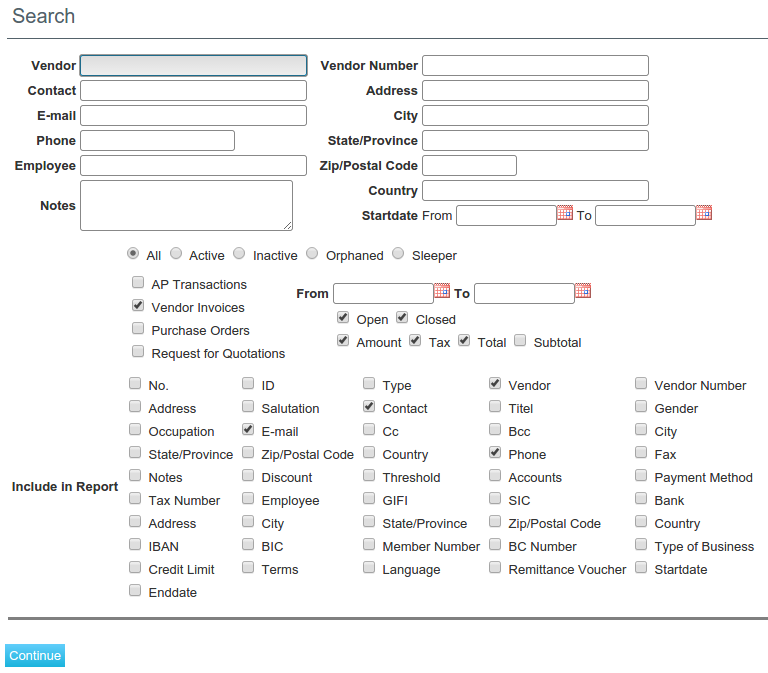 Search
Vendor Vendor Number
Contact Address
E-mail City
Phone State/Province
Employee Zip/Postal Code
Country
Notes
Startdate From To
All Active Inactive Orphaned Sleeper
AP Transactions
From To
Vendor Invoices
Open Closed
Purchase Orders
Amount Tax Total Subtotal
Request for Quotations
No. ID Type Vendor Vendor Number
Address Salutation Contact Titel Gender
Occupation E-mail Cc Bcc City
State/Province Zip/Postal Code Country Phone Fax
Notes Discount Threshold Accounts Payment Method
Include in Report
Tax Number Employee GIFI SIC Bank
Address City State/Province Zip/Postal Code Country
IBAN BIC Member Number BC Number Type of Business
Credit Limit Terms Language Remittance Voucher Startdate
Enddate
Continue